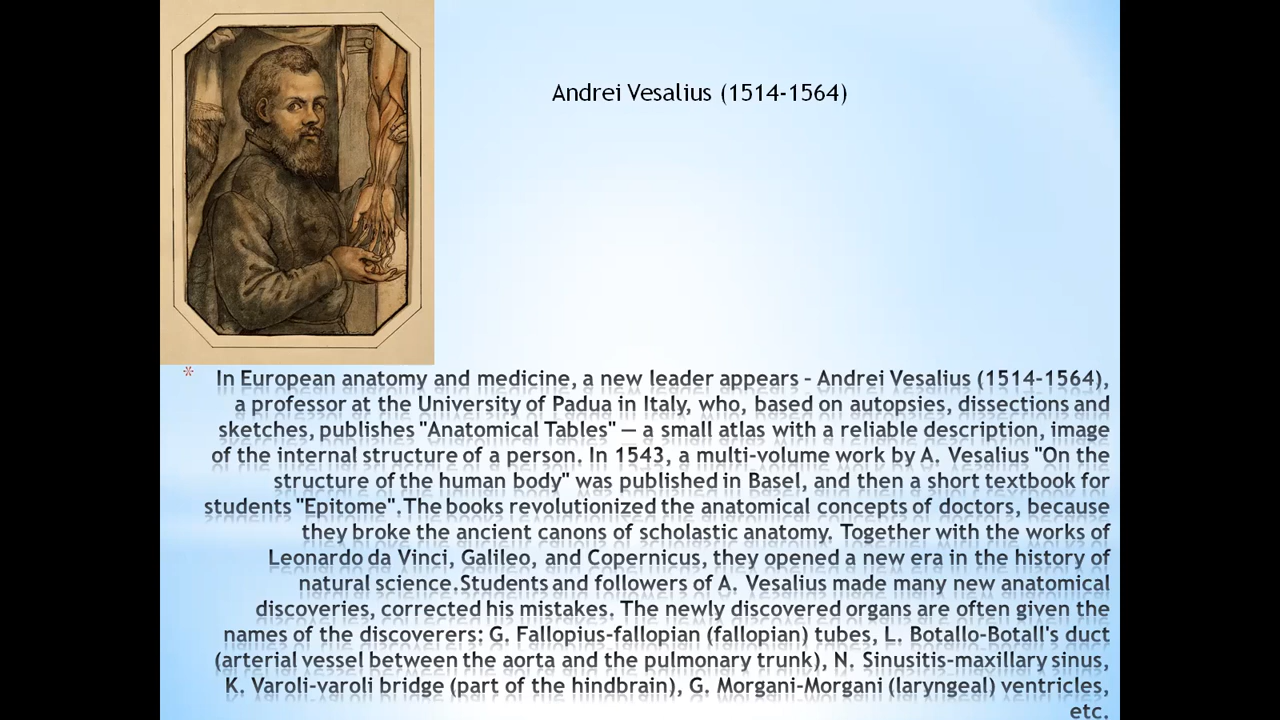 Andrei Vesalius (1514-1564)
* In European anatomy and medicine, a new leader appears - Andrei Vesalius (1514-1564),
a professor at the University of Padua in Italy, who, based on autopsies, dissections and
sketches, publishes "Anatomical Tables" — a small atlas with a reliable description, image
of the internal structure of a person. In 1543, a multi-volume work by A. Vesalius "On the
structure of the human body" was published in Basel, and then a short textbook for
students "Epitome".The books revolutionized the anatomical concepts of doctors, because
they broke the ancient canons of scholastic anatomy. Together with the works of
Leonardo da Vinci, Galileo, and Copernicus, they opened a new era in the history of
natural science.Students and followers of A. Vesalius made many new anatomical
discoveries, corrected his mistakes. The newly discovered organs are often given the
names of the discoverers: G. Fallopius-fallopian (fallopian) tubes, L. Botallo-Botall's duct
(arterial vessel between the aorta and the pulmonary trunk), N. Sinusitis-maxillary sinus,
K. Varoli-varoli bridge (part of the hindbrain), G. Morgani-Morgani (laryngeal) ventricles,
etc.